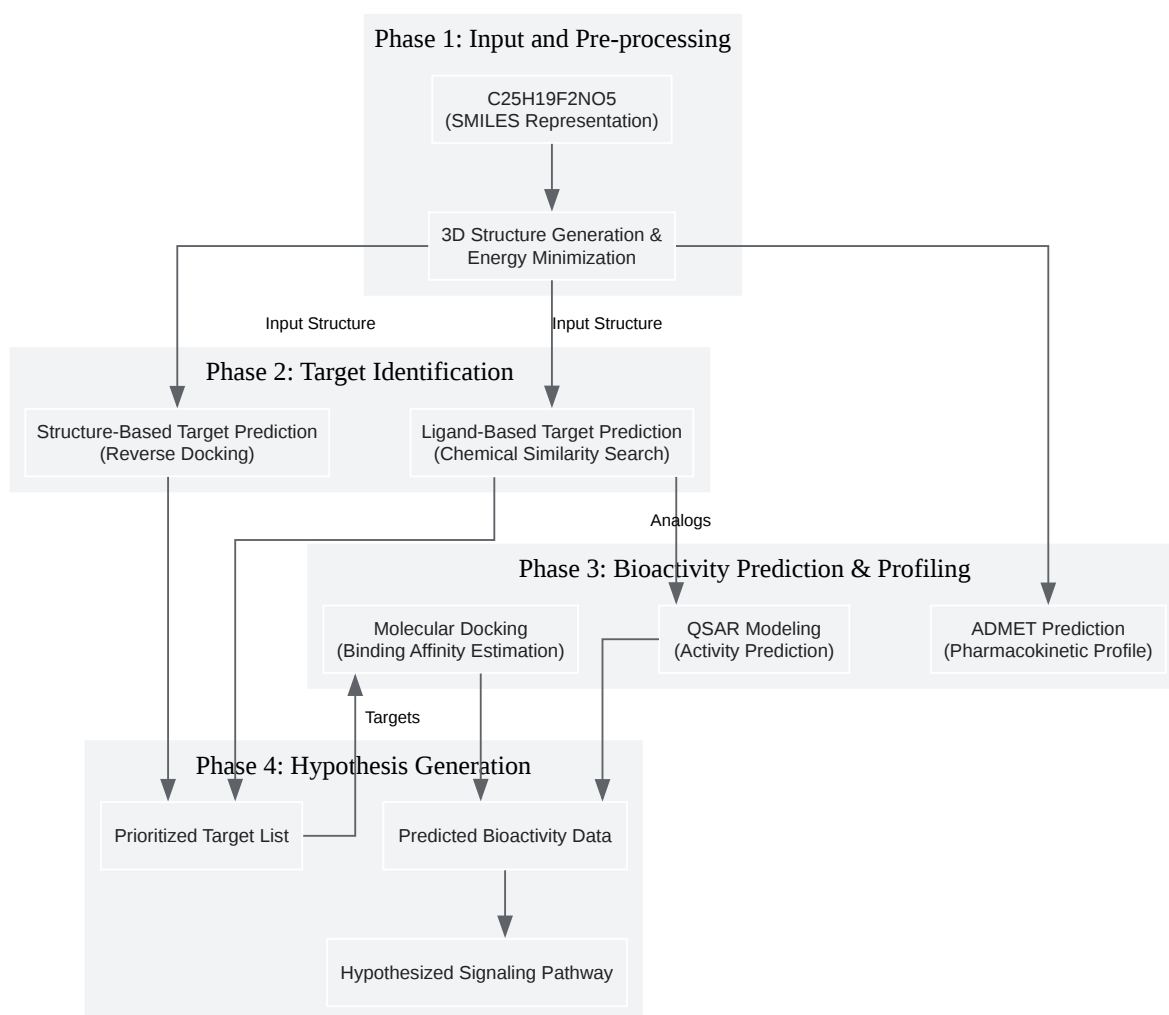 Phase 1: Input and Pre-processing
C25H19F2NO5
(SMILES Representation)
3D Structure Generation &
Energy Minimization
Input Structure
Input Structure
Phase 2: Target Identification
Structure-Based Target Prediction
(Reverse Docking)
Ligand-Based Target Prediction
(Chemical Similarity Search)
Analogs
Phase 3: Bioactivity Prediction & Profiling
Molecular Docking
(Binding Affinity Estimation)
QSAR Modeling
(Activity Prediction)
ADMET Prediction
(Pharmacokinetic Profile)
Targets
Phase 4: Hypothesis Generation
Prioritized Target List
Predicted Bioactivity Data
Hypothesized Signaling Pathway